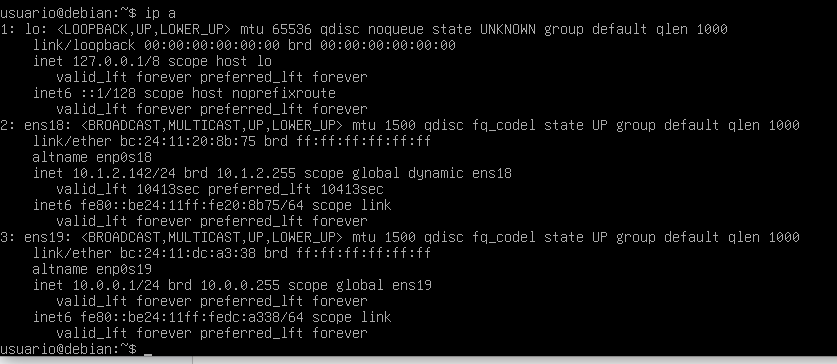 usuario@debian:~$ ip a
1: lo: <LOOPBACK,UP,LOWER_UP> mtu 65536 qdisc noqueue state UNKNOWN group default qlen 1000
    link/loopback 00:00:00:00:00:00 brd 00:00:00:00:00:00
    inet 127.0.0.1/8 scope host lo
       valid_lft forever preferred_lft forever
    inet6 ::1/128 scope host noprefixroute
       valid_lft forever preferred_lft forever
2: ens18: <BROADCAST,MULTICAST,UP,LOWER_UP> mtu 1500 qdisc fq_codel state UP group default qlen 1000
    link/ether bc:24:11:20:8b:75 brd ff:ff:ff:ff:ff:ff
    altname enp0s18
    inet 10.1.2.142/24 brd 10.1.2.255 scope global dynamic ens18
       valid_lft 10413sec preferred_lft 10413sec
    inet6 fe80::be24:11ff:fe20:8b75/64 scope link
       valid_lft forever preferred_lft forever
3: ens19: <BROADCAST,MULTICAST,UP,LOWER_UP> mtu 1500 qdisc fq_codel state UP group default qlen 1000
    link/ether bc:24:11:dc:a3:38 brd ff:ff:ff:ff:ff:ff
    altname enp0s19
    inet 10.0.0.1/24 brd 10.0.0.255 scope global ens19
       valid_lft forever preferred_lft forever
    inet6 fe80::be24:11ff:fedc:a338/64 scope link
       valid_lft forever preferred_lft forever
usuario@debian:~$ _